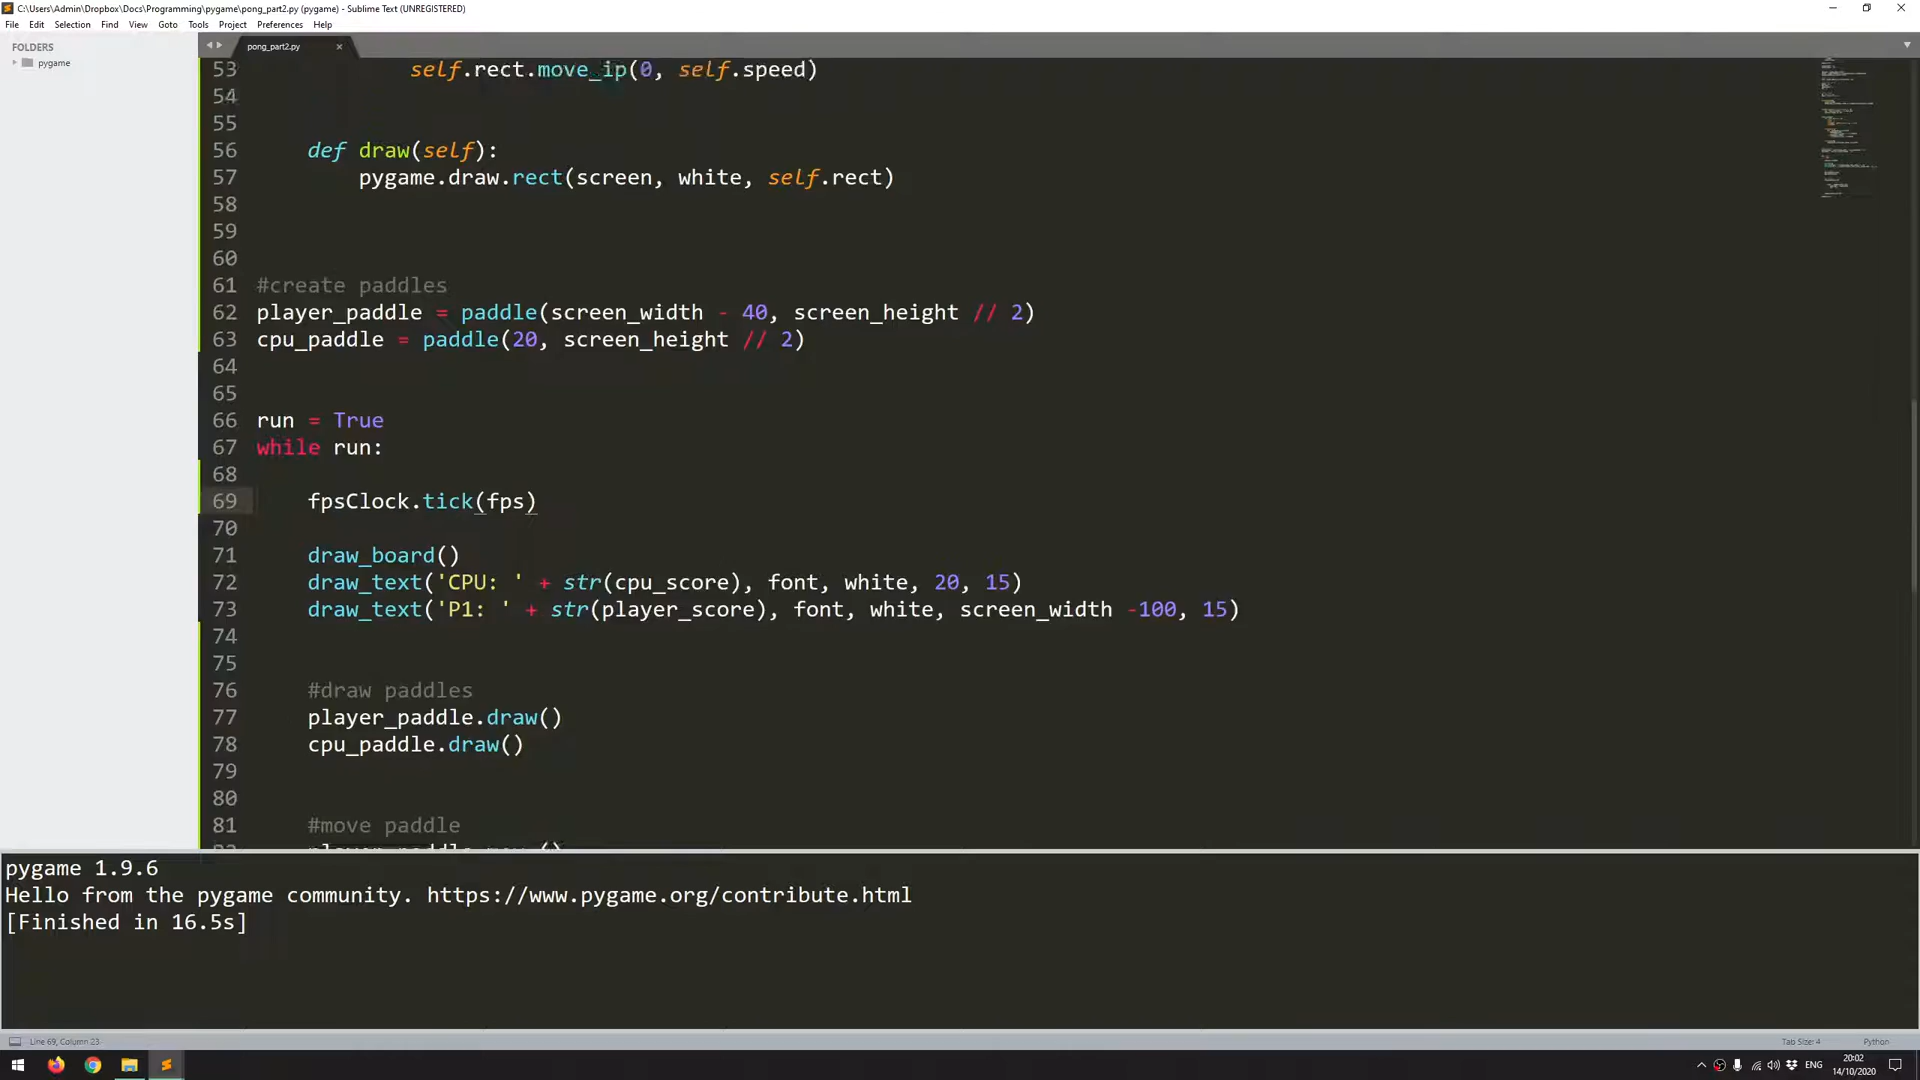 C:\Users\Admin\Dropbox\Docs\Programming\pygame\pong_part2.py (pygame) - Sublime Text (UNREGISTERED)
File Edit Selection Find View Goto Tools Project Preferences Help
FOLDERS
pygame
pong_part2.py
53 self.rect.move_ip(0, self.speed)
54
55
56 def draw(self):
57 pygame.draw.rect(screen, white, self.rect)
58
59
60
61 #create paddles
62 player_paddle = paddle(screen_width - 40, screen_height // 2)
63 cpu_paddle = paddle(20, screen_height // 2)
64
65
66 run = True
67 while run:
68
69 fpsClock.tick(fps)
70
71 draw_board()
72 draw_text('CPU: ' + str(cpu_score), font, white, 20, 15)
73 draw_text('P1: ' + str(player_score), font, white, screen_width -100, 15)
74
75
76 #draw paddles
77 player_paddle.draw()
78 cpu_paddle.draw()
79
80
81 #move paddle
pygame 1.9.6
Hello from the pygame community. https://www.pygame.org/contribute.html
[Finished in 16.5s]
Line 69, Column 23
Tab Size: 4 Python
ENG
20:02
14/10/2020